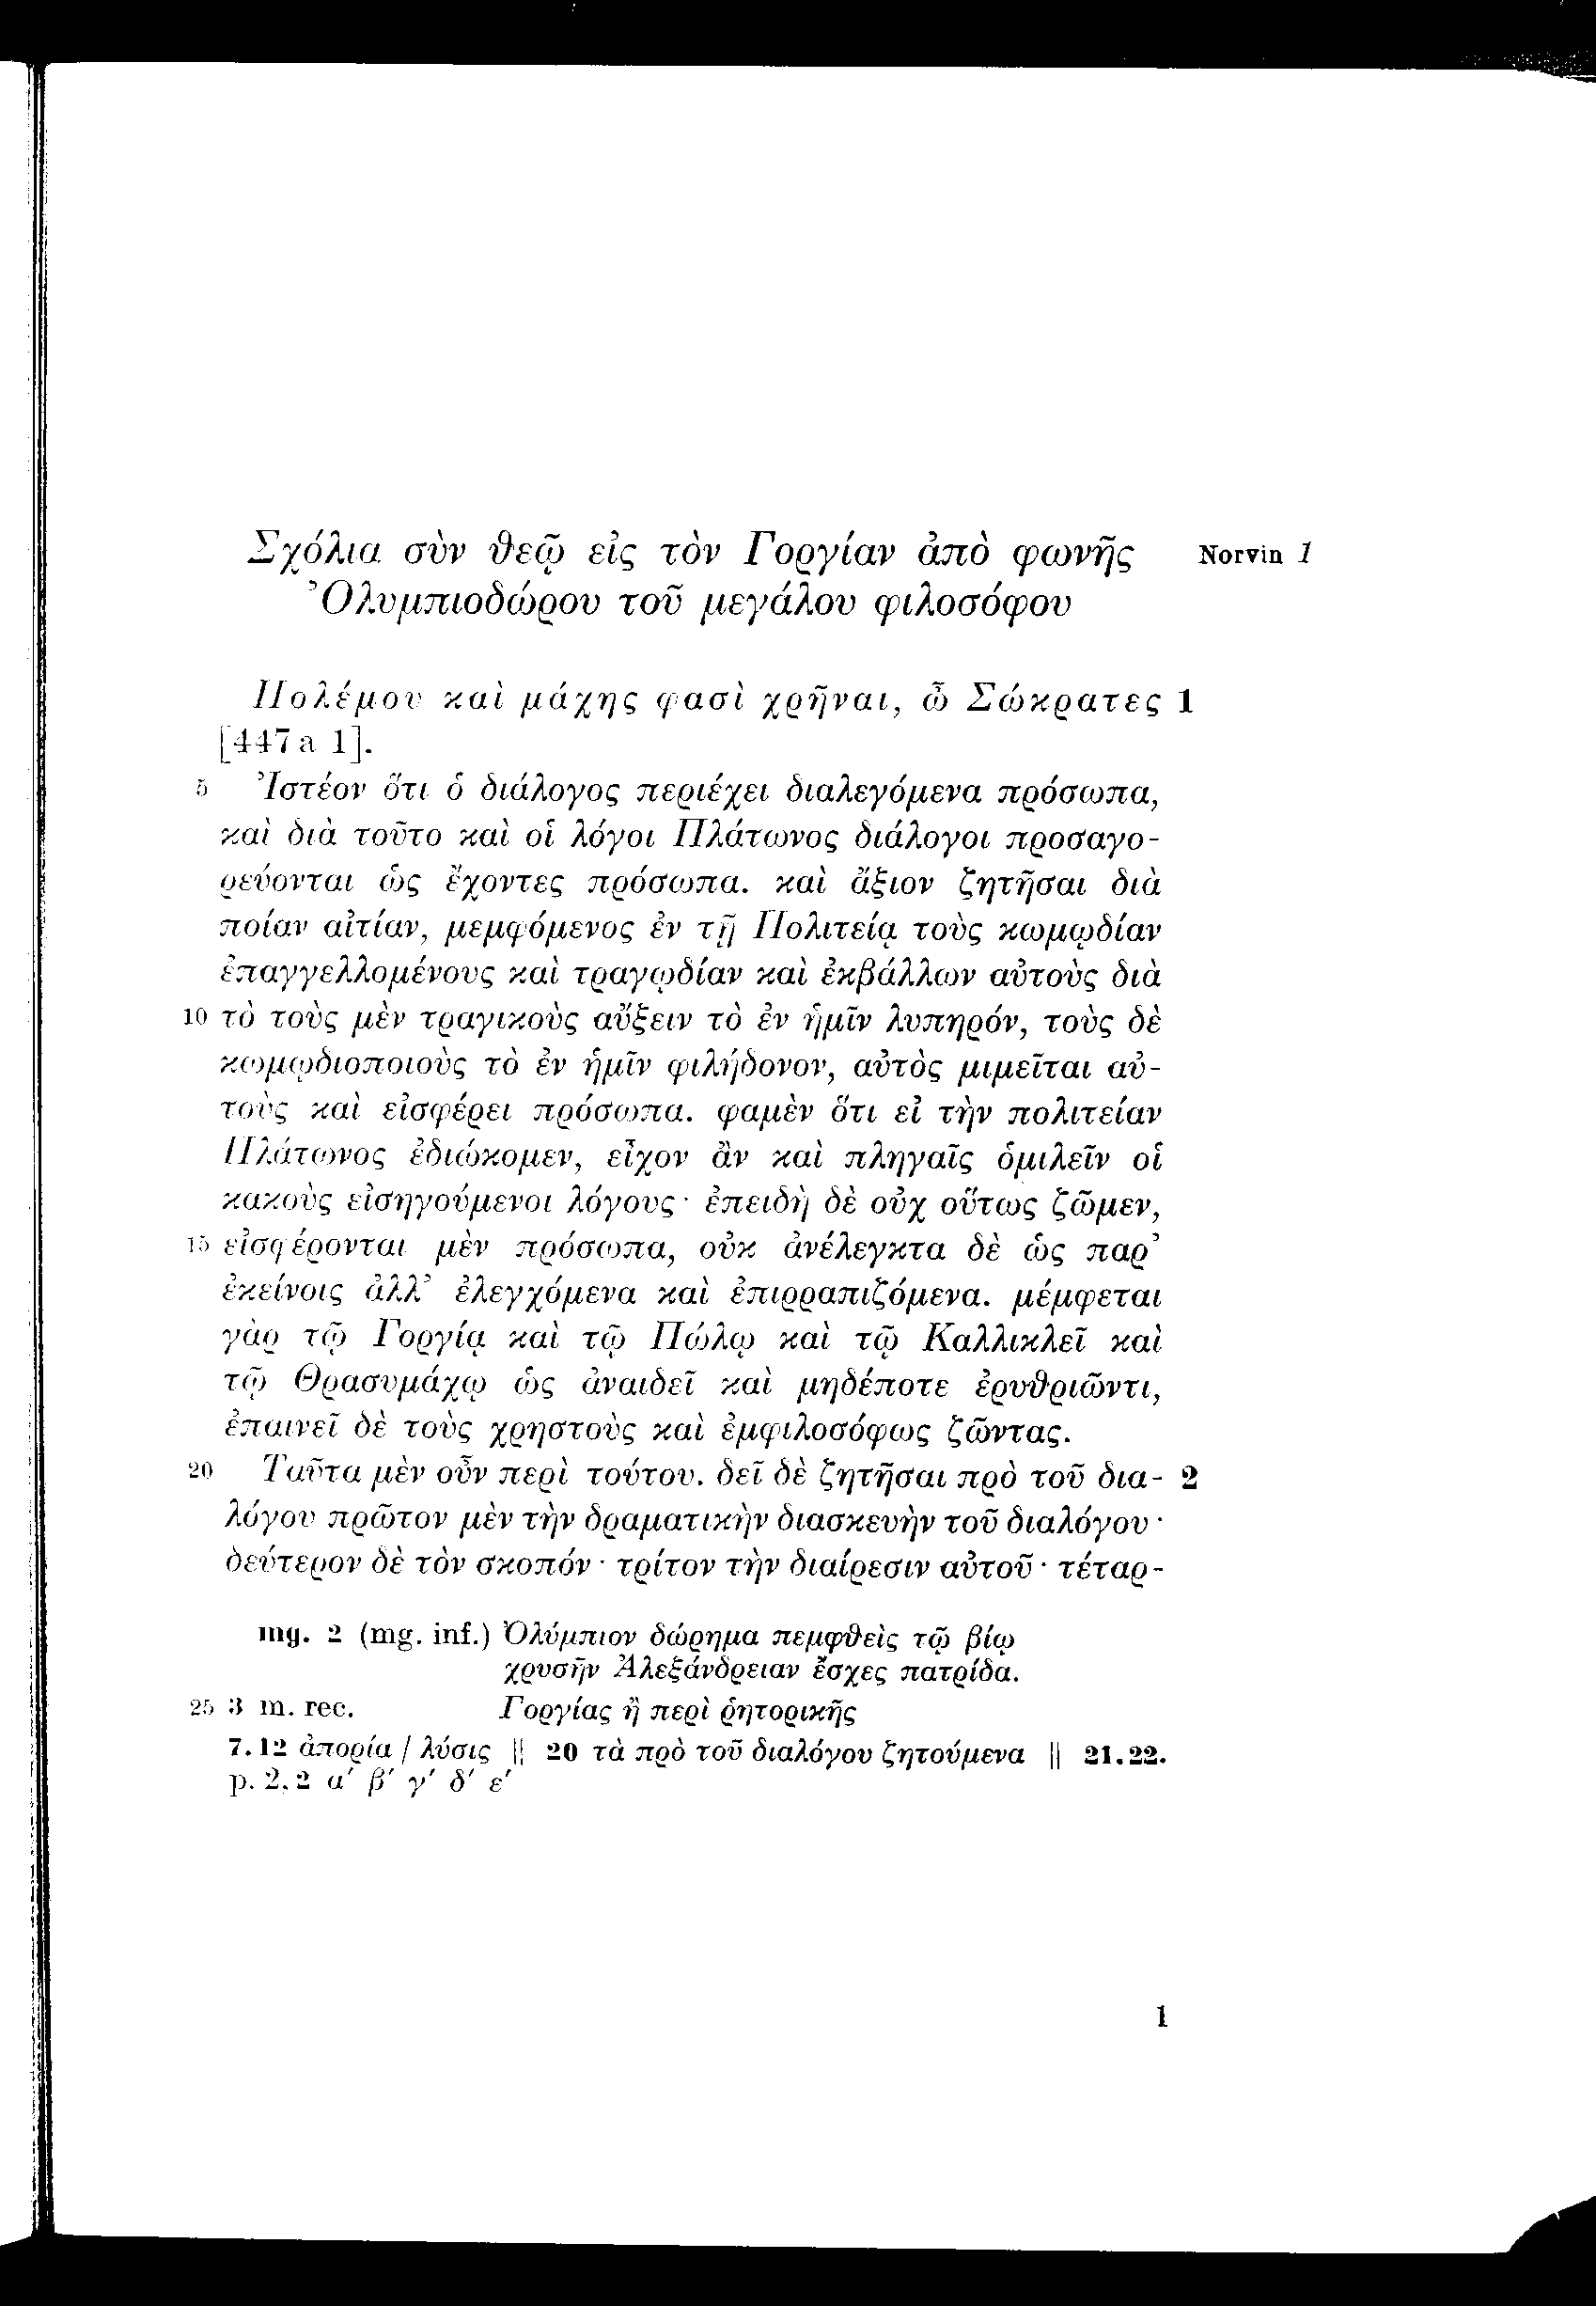 Σχόλια σὺν θεῷ εἰς τὸν Γοργίαν ἀπὸ φωνῆς Norvin 1
Ὀλυμπιοδώρου τοῦ μεγάλου φιλοσόφου
Πολέμου καὶ μάχης φασὶ χρῆναι, ὦ Σώκρατες 1
[447a 1].
5 Ἰστέον ὅτι ὁ διάλογος περιέχει διαλεγόμενα πρόσωπα,
καὶ διὰ τοῦτο καὶ οἱ λόγοι Πλάτωνος διάλογοι προσαγο-
ρεύονται ὡς ἔχοντες πρόσωπα. καὶ ἄξιον ζητῆσαι διὰ
ποίαν αἰτίαν, μεμφόμενος ἐν τῇ Πολιτείᾳ τοὺς κωμῳδίαν
ἐπαγγελλομένους καὶ τραγῳδίαν καὶ ἐκβάλλων αὐτοὺς διὰ
10 τὸ τοὺς μὲν τραγικοὺς αὔξειν τὸ ἐν ἡμῖν λυπηρόν, τοὺς δὲ
κωμῳδιοποιοὺς τὸ ἐν ἡμῖν φιλήδονον, αὐτὸς μιμεῖται αὐ-
τοὺς καὶ εἰσφέρει πρόσωπα. φαμὲν ὅτι εἰ τὴν πολιτείαν
Πλάτωνος ἐδιώκομεν, εἶχον ἂν καὶ πληγαῖς ὁμιλεῖν οἱ
κακοὺς εἰσηγούμενοι λόγους· ἐπειδὴ δὲ οὐχ οὕτως ζῶμεν,
15 εἰσφέρονται μὲν πρόσωπα, οὐκ ἀνέλεγκτα δὲ ὡς παρ’
ἐκείνοις ἀλλ’ ἐλεγχόμενα καὶ ἐπιρραπιζόμενα. μέμφεται
γὰρ τῷ Γοργίᾳ καὶ τῷ Πώλῳ καὶ τῷ Καλλικλεῖ καὶ
τῷ Θρασυμάχῳ ὡς ἀναιδεῖ καὶ μηδέποτε ἐρυθριῶντι,
ἐπαινεῖ δὲ τοὺς χρηστοὺς καὶ ἐμφιλοσόφως ζῶντας.
20 Ταῦτα μὲν οὖν περὶ τούτου. δεῖ δὲ ζητῆσαι πρὸ τοῦ δια- 2
λόγου πρῶτον μὲν τὴν δραματικὴν διασκευὴν τοῦ διαλόγου·
δεύτερον δὲ τὸν σκοπόν· τρίτον τὴν διαίρεσιν αὐτοῦ· τέταρ-
mg. 2 (mg. inf.) Ὀλύμπιον δώρημα πεμφθεὶς τῷ βίῳ
χρυσῆν Ἀλεξάνδρειαν ἔσχες πατρίδα.
25 3 m. rec. Γοργίας ἢ περὶ ῥητορικῆς
7.12 ἀπορία / λύσις || 20 τὰ πρὸ τοῦ διαλόγου ζητούμενα || 21.22.
p. 2, 2 α′ β′ γ′ δ′ ε′
1